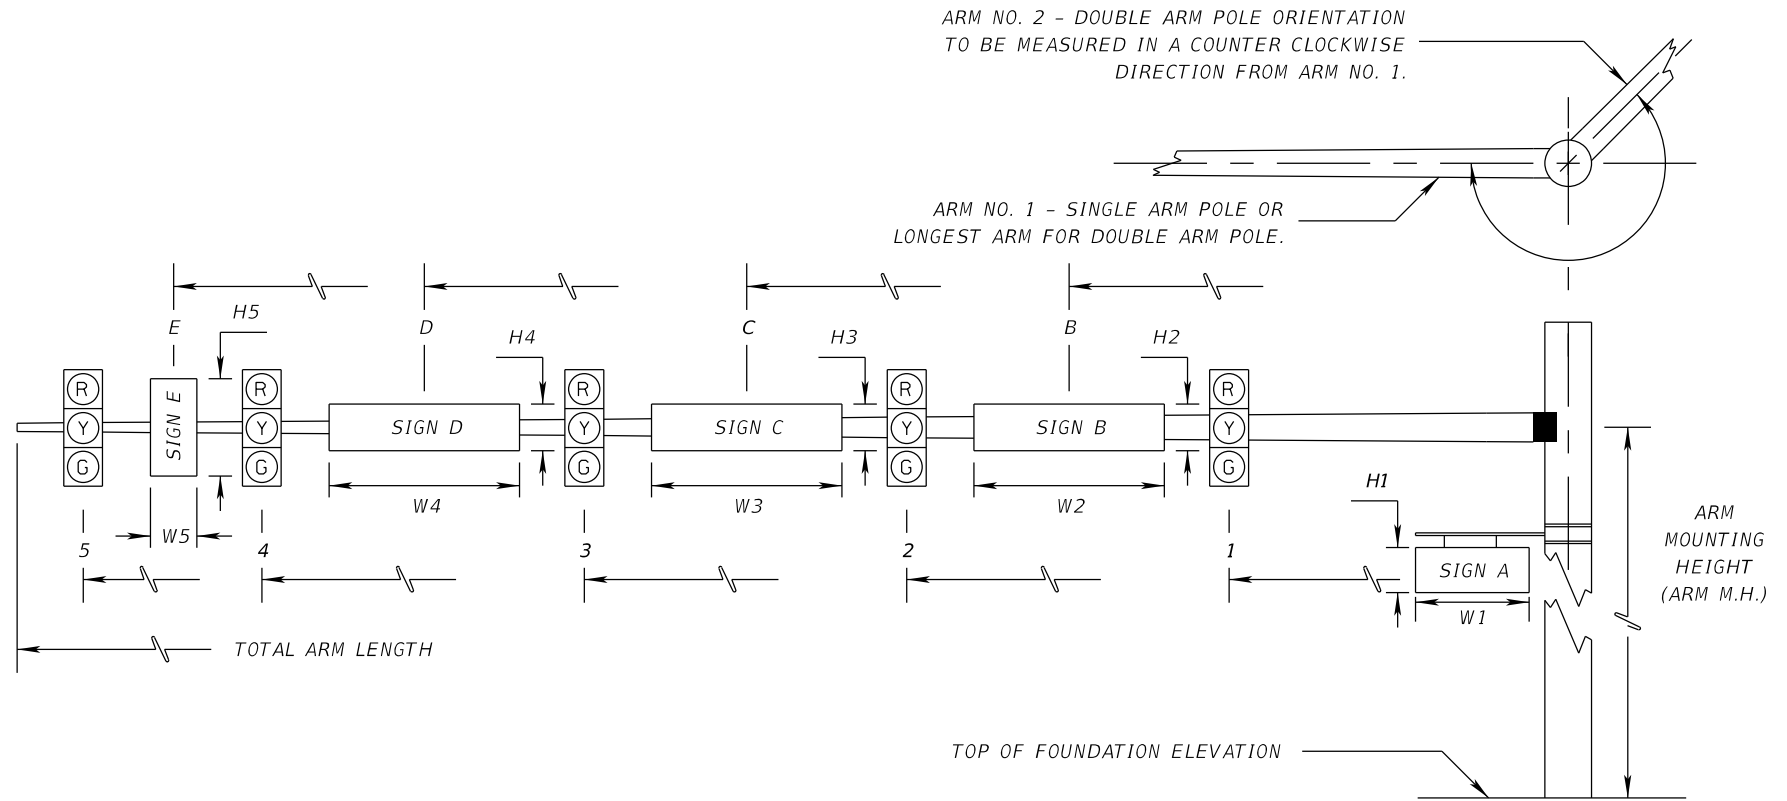 ARM NO. 2 - DOUBLE ARM POLE ORIENTATION
TO BE MEASURED IN A COUNTER CLOCKWISE
DIRECTION FROM ARM NO. 1.
ARM NO. 1 - SINGLE ARM POLE OR
LONGEST ARM FOR DOUBLE ARM POLE.
E
H5
D
H4
C
H3
B
H2
R
Y
G
SIGN E
R
Y
G
SIGN D
R
Y
G
SIGN C
R
Y
G
SIGN B
R
Y
G
W5
W4
W3
W2
H1
SIGN A
W1
5
4
3
2
1
ARM
MOUNTING
HEIGHT
(ARM M.H.)
TOTAL ARM LENGTH
TOP OF FOUNDATION ELEVATION